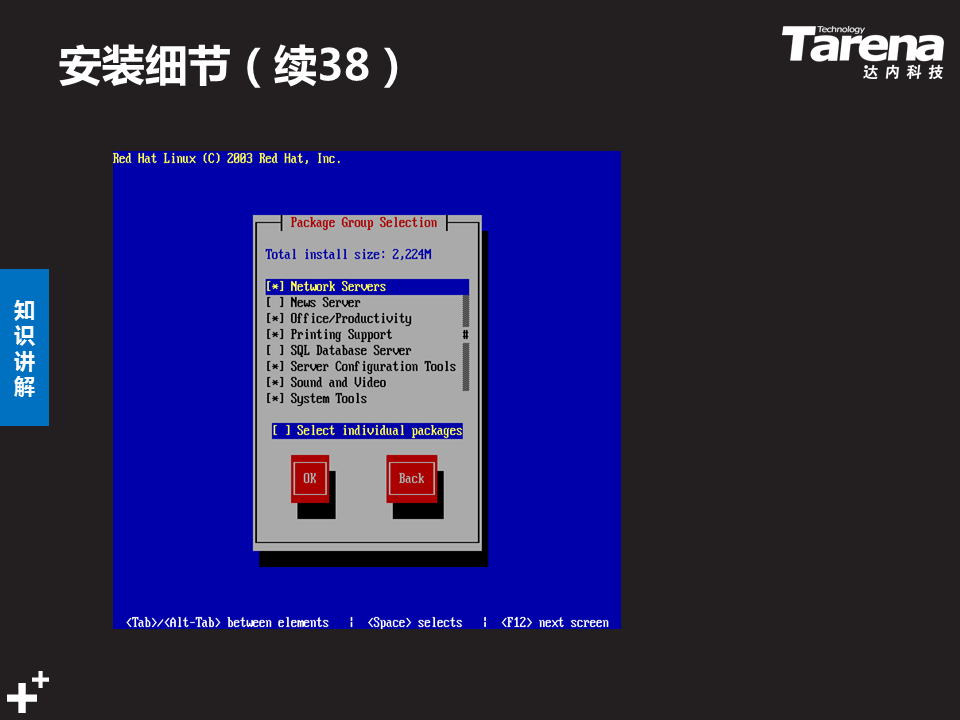 安装细节（续38）
Technology
Tarena
达内科技
Red Hat Linux (C) 2003 Red Hat, Inc.
Package Group Selection
Total install size: 2,224M
[*] Network Servers
[ ] News Server
[*] Office/Productivity
[*] Printing Support #
[ ] SQL Database Server
[*] Server Configuration Tools
[*] Sound and Video
[*] System Tools
[ ] Select individual packages
OK
Back
知识讲解
<Tab>/<Alt-Tab> between elements | <Space> selects | <F12> next screen